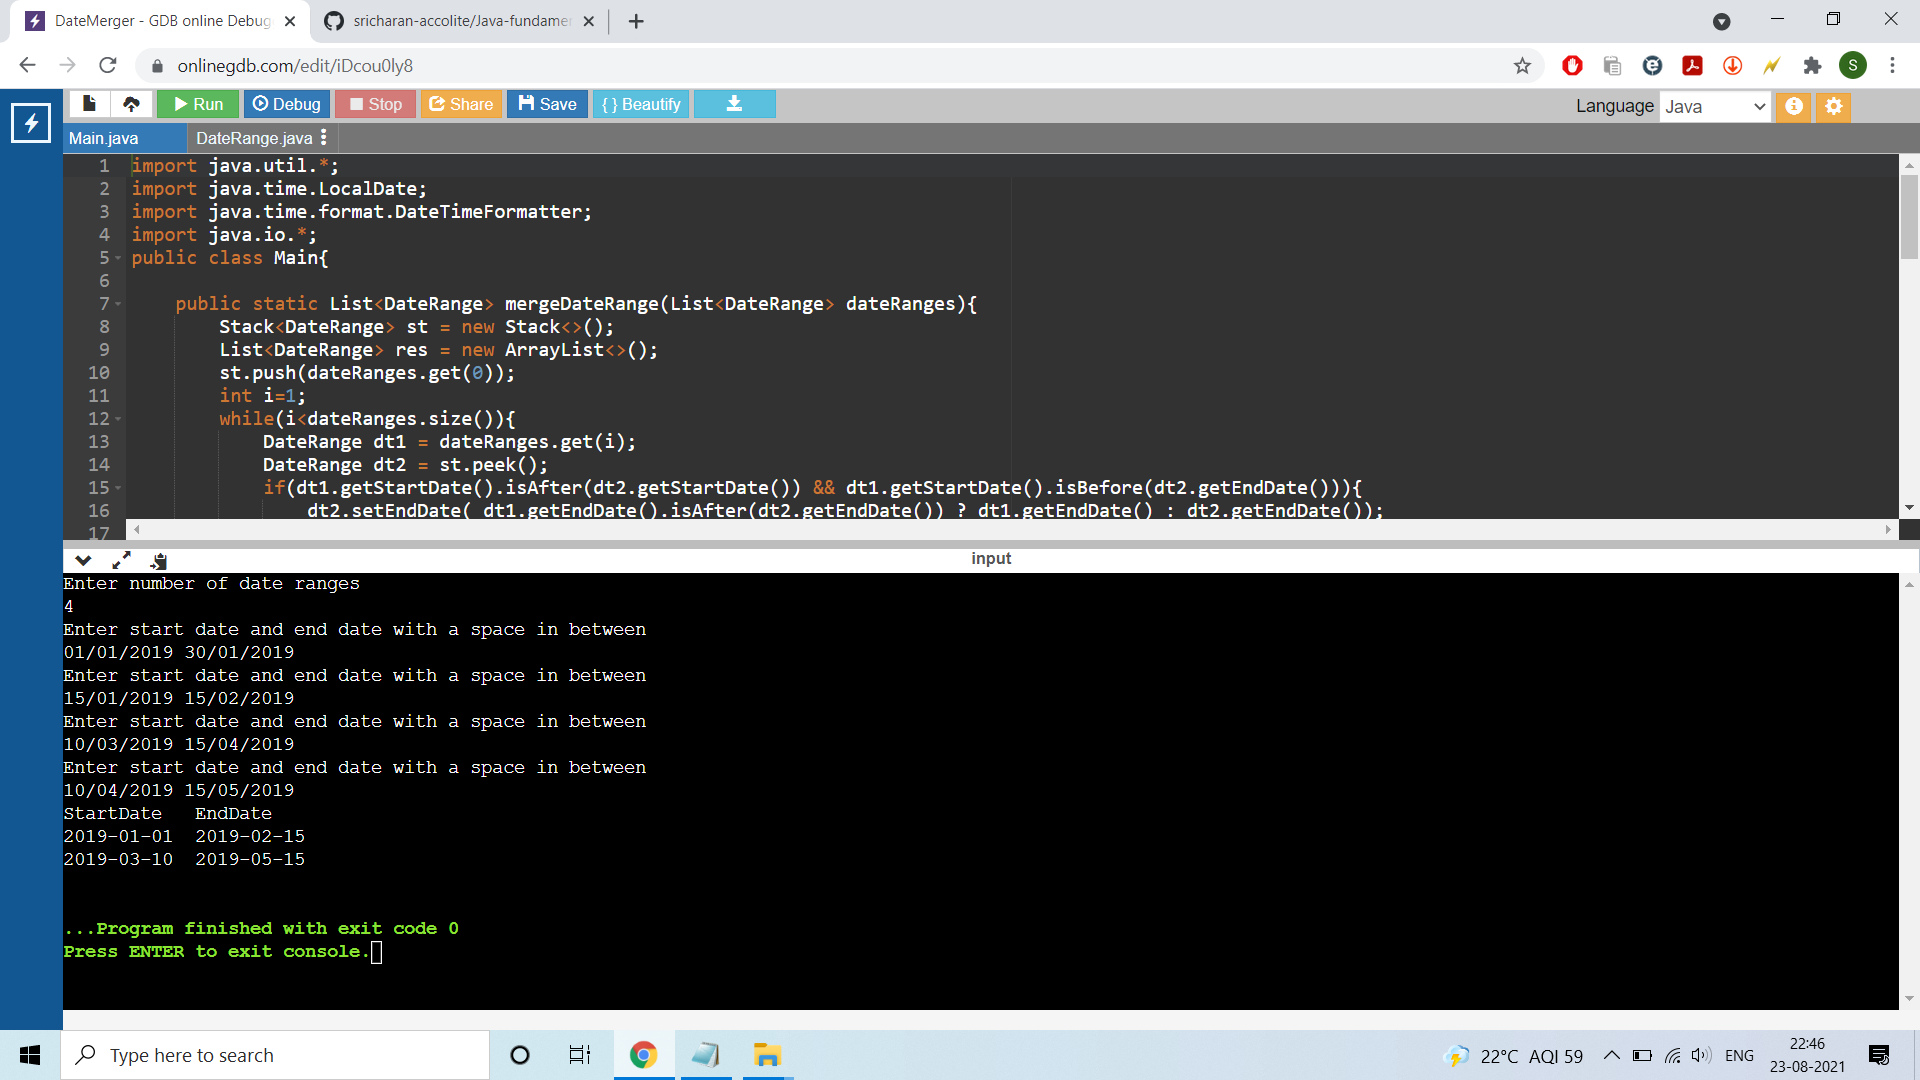 DateMerger - GDB online Debug
sricharan-accolite/Java-fundamen
onlinegdb.com/edit/iDcou0ly8
S
Run Debug Stop Share Save { } Beautify
Language Java
Main.java DateRange.java
1 import java.util.*;
2 import java.time.LocalDate;
3 import java.time.format.DateTimeFormatter;
4 import java.io.*;
5 public class Main{
6
7 public static List<DateRange> mergeDateRange(List<DateRange> dateRanges){
8 Stack<DateRange> st = new Stack<>();
9 List<DateRange> res = new ArrayList<>();
10 st.push(dateRanges.get(0));
11 int i=1;
12 while(i<dateRanges.size()){
13 DateRange dt1 = dateRanges.get(i);
14 DateRange dt2 = st.peek();
15 if(dt1.getStartDate().isAfter(dt2.getStartDate()) && dt1.getStartDate().isBefore(dt2.getEndDate())){
16 dt2.setEndDate( dt1.getEndDate().isAfter(dt2.getEndDate()) ? dt1.getEndDate() : dt2.getEndDate());
17
input
Enter number of date ranges
4
Enter start date and end date with a space in between
01/01/2019 30/01/2019
Enter start date and end date with a space in between
15/01/2019 15/02/2019
Enter start date and end date with a space in between
10/03/2019 15/04/2019
Enter start date and end date with a space in between
10/04/2019 15/05/2019
StartDate EndDate
2019-01-01 2019-02-15
2019-03-10 2019-05-15
...Program finished with exit code 0
Press ENTER to exit console.
Type here to search
22°C AQI 59
ENG
22:46
23-08-2021